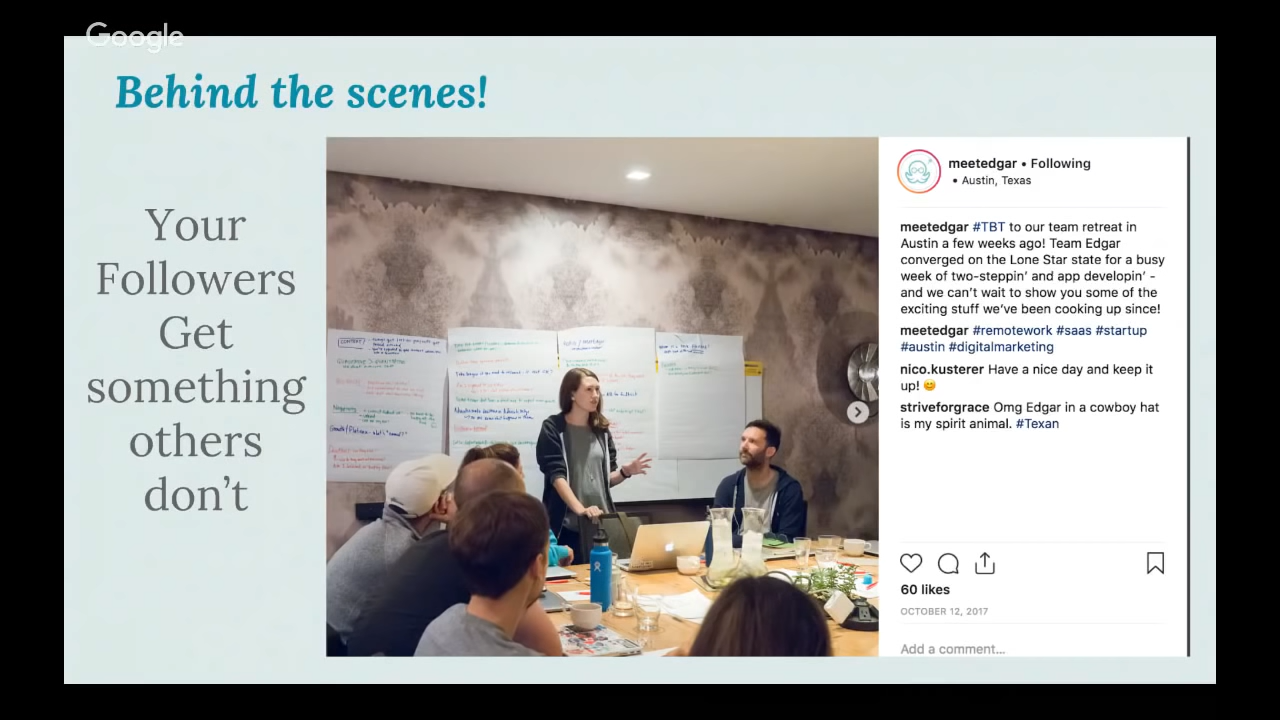 Google
Behind the scenes!
Your
Followers
Get
something
others
don't
meetedgar • Following
• Austin, Texas
meetedgar #TBT to our team retreat in
Austin a few weeks ago! Team Edgar
converged on the Lone Star state for a busy
week of two-steppin' and app developin' -
and we can't wait to show you some of the
exciting stuff we've been cooking up since!
meetedgar #remotework #saas #startup
#austin #digitalmarketing
nico.kusterer Have a nice day and keep it
up! 😊
striveforgrace Omg Edgar in a cowboy hat
is my spirit animal. #Texan
60 likes
OCTOBER 12, 2017
Add a comment...